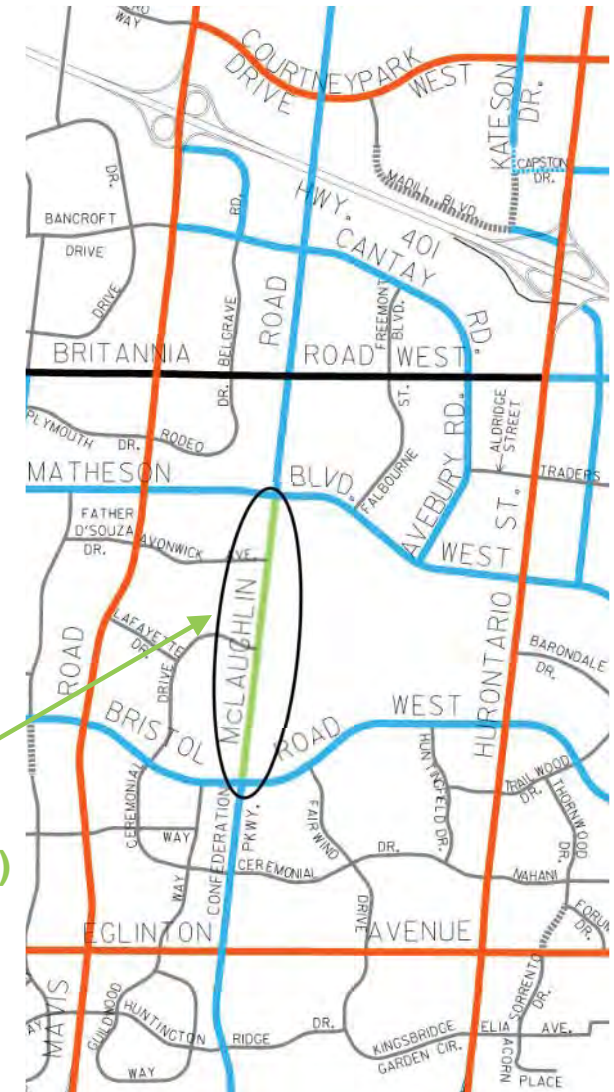 WAY
COURTNEYPARK
DRIVE
WEST
KATESON
DR.
CAPSTON
DR.
MADILL BLVD.
HWY. 401
DR.
BANCROFT
DRIVE
DRIVE
RD.
ROAD
CANTAY
RD.
FREEMONT
BLVD.
BELGRAVE
DR.
BRITANNIA
ROAD WEST
ST.
ALDRIDGE
STREET
PLYMOUTH
DR.
RODEO
MATHESON
BLVD.
WEST
FALBOURNE
AVEBURY RD.
TRADERS
FATHER
D'SOUZA
DR.
AVONWICK
AVE.
MCLAUGHLIN
ROAD
LAFAYETTE
DR.
DRIVE
HURONTARIO
ST.
BARONDALE
DR.
ROAD
BRISTOL
ROAD
WEST
CEREMONIAL
WAY
CONFEDERATION
PKWY.
FAIRWIND
DRIVE
HUNTINGFIELD DR.
TRAILWOOD
DR.
THORNWOOD
DR.
CEREMONIAL
DR.
NAHANI
WAY
)
FORUM
DR.
EGLINTON
AVENUE
MAVIS
GUILDWOOD
WAY
HUNTINGTON
RIDGE
DR.
SORRENTO
DR.
KINGSBRIDGE
GARDEN CIR.
ELIA
AVE.
ACORN
PLACE